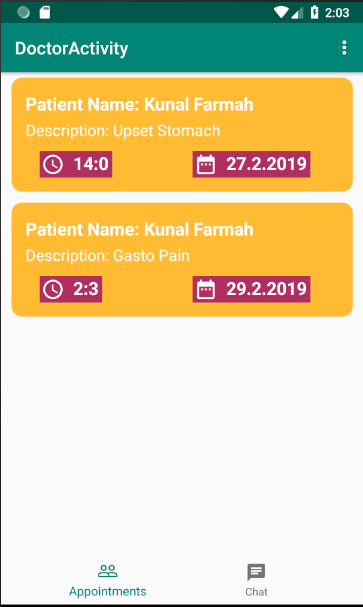 2:03
DoctorActivity
Patient Name: Kunal Farmah
Description: Upset Stomach
14:0 27.2.2019
Patient Name: Kunal Farmah
Description: Gasto Pain
2:3 29.2.2019
Appointments Chat